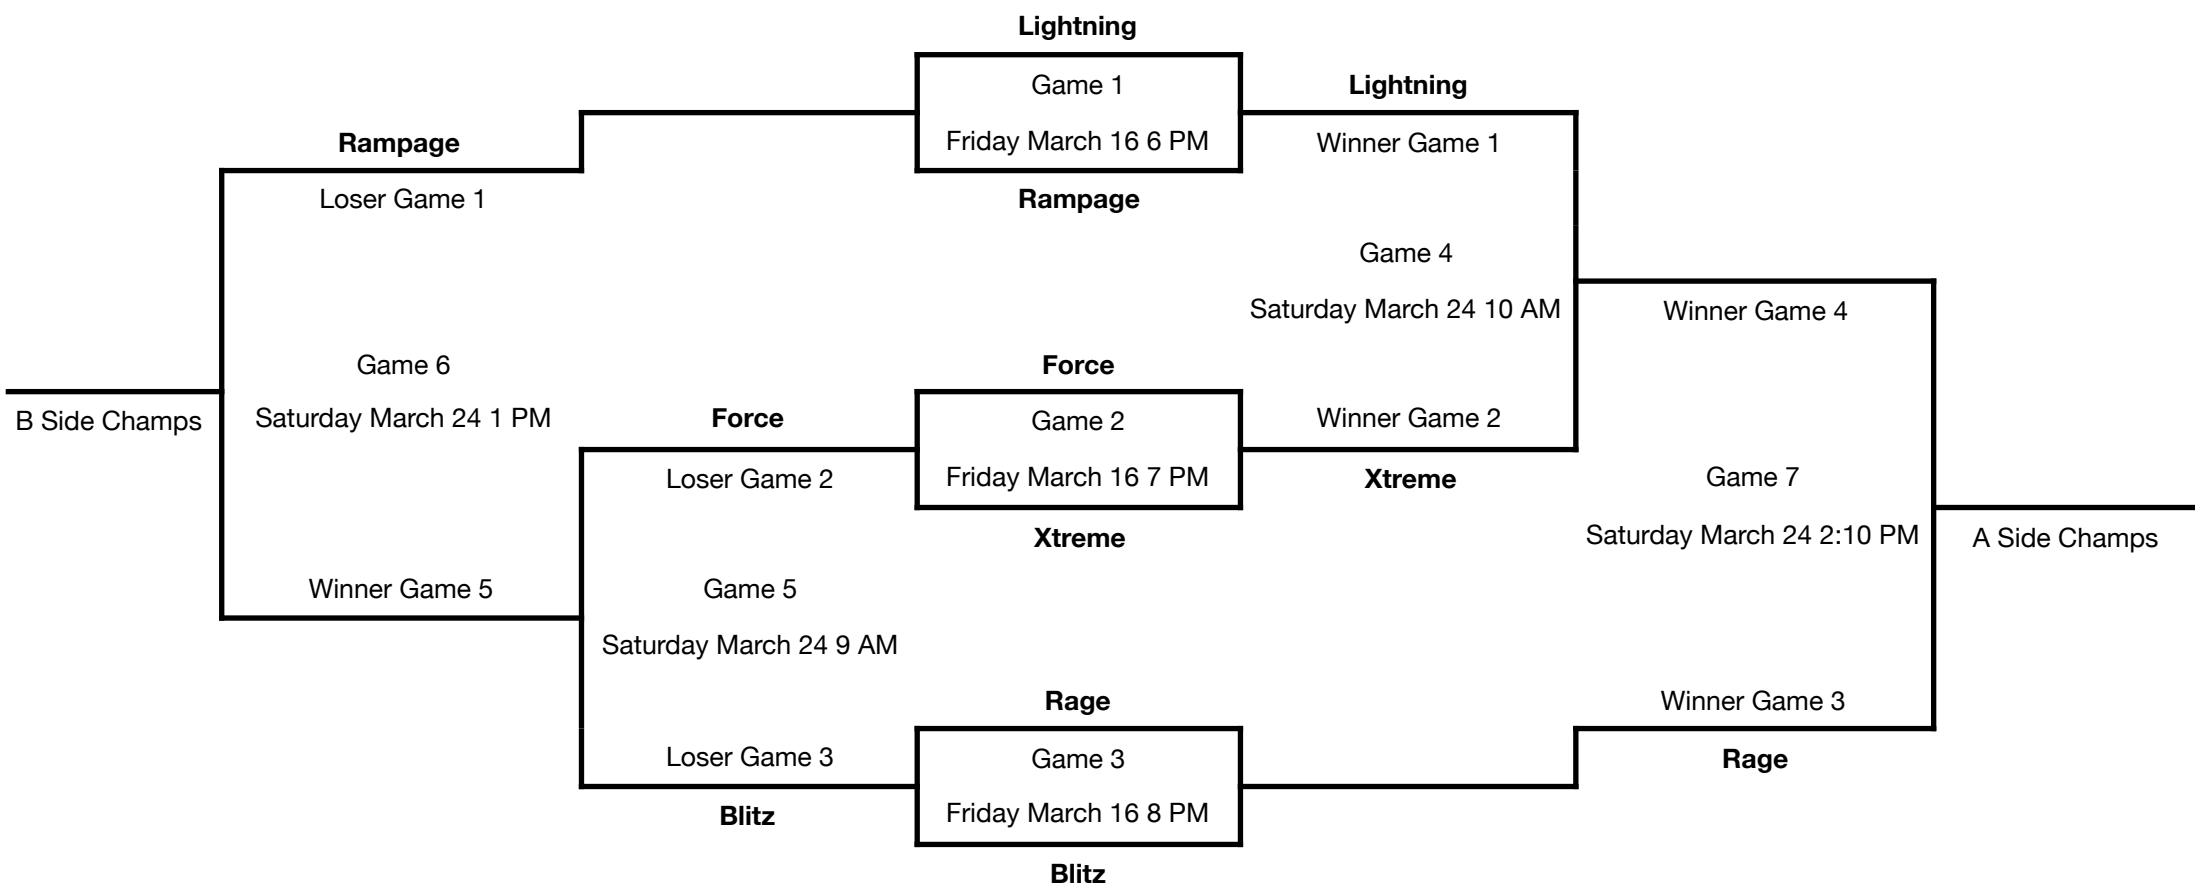 Lightning
Game 1
Lightning
Rampage
Friday March 16 6 PM
Winner Game 1
Loser Game 1
Rampage
Game 4
Saturday March 24 10 AM
Winner Game 4
Game 6
Force
B Side Champs
Saturday March 24 1 PM
Force
Game 2
Winner Game 2
Loser Game 2
Friday March 16 7 PM
Xtreme
Game 7
Xtreme
Saturday March 24 2:10 PM
A Side Champs
Winner Game 5
Game 5
Saturday March 24 9 AM
Rage
Winner Game 3
Loser Game 3
Game 3
Rage
Blitz
Friday March 16 8 PM
Blitz